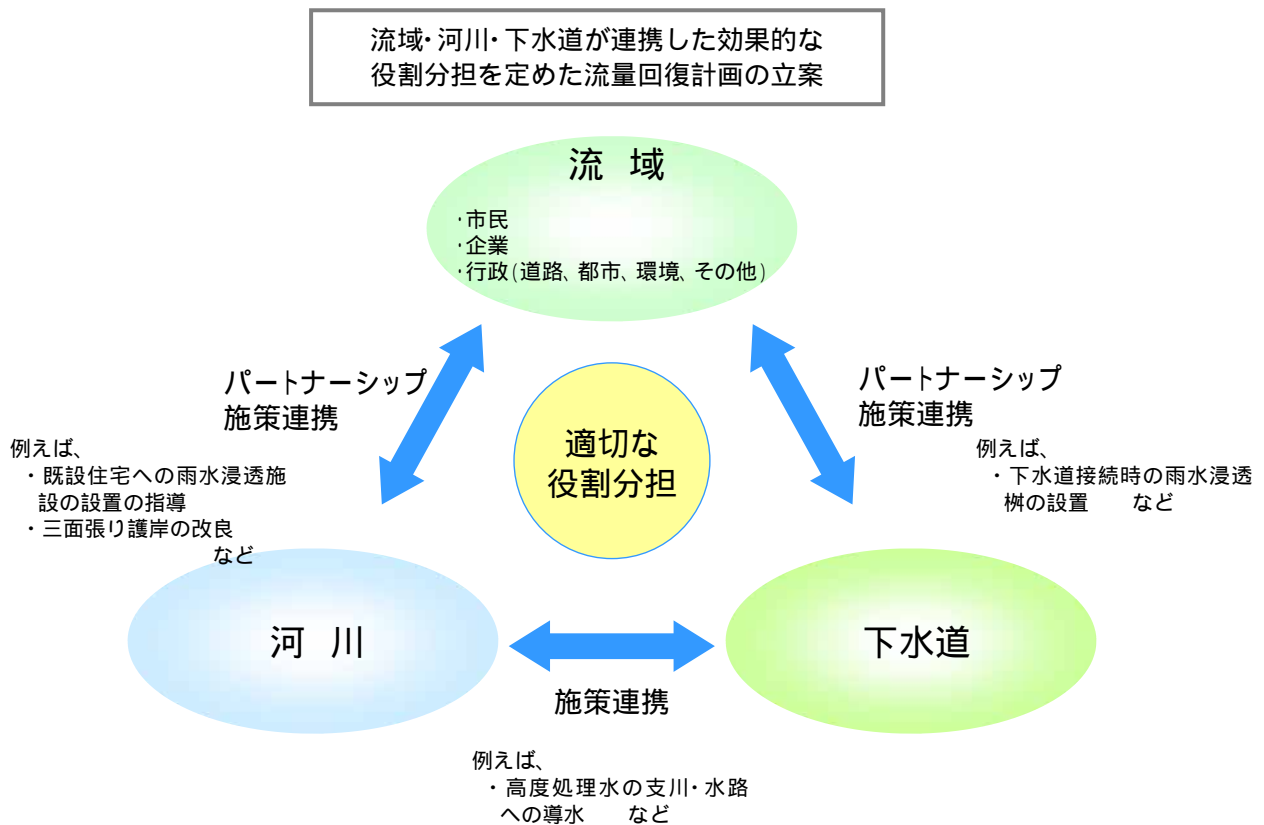 流域・河川・下水道が連携した効果的な
役割分担を定めた流量回復計画の立案
流 域
・市民
・企業
・行政(道路、都市、環境、その他)
パートナーシップ
施策連携
例えば、
・既設住宅への雨水浸透施
設の設置の指導
・三面張り護岸の改良
など
適切な
役割分担
パートナーシップ
施策連携
例えば、
・下水道接続時の雨水浸透
桝の設置 など
河 川
下水道
施策連携
例えば、
・高度処理水の支川・水路
への導水 など